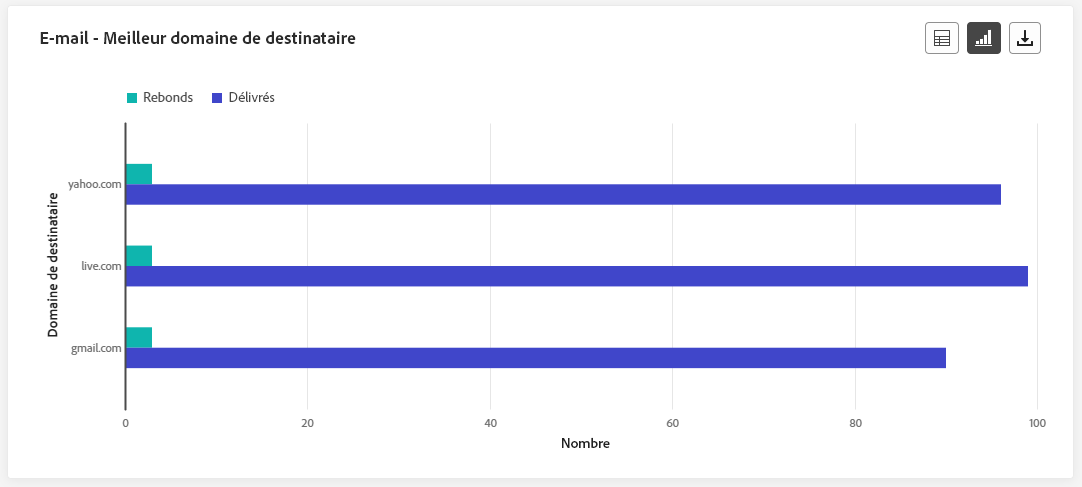 E-mail - Meilleur domaine de destinataire
Rebonds
Délivrés
Domaine de destinataire
yahoo.com
live.com
gmail.com
0
20
40
60
80
100
Nombre